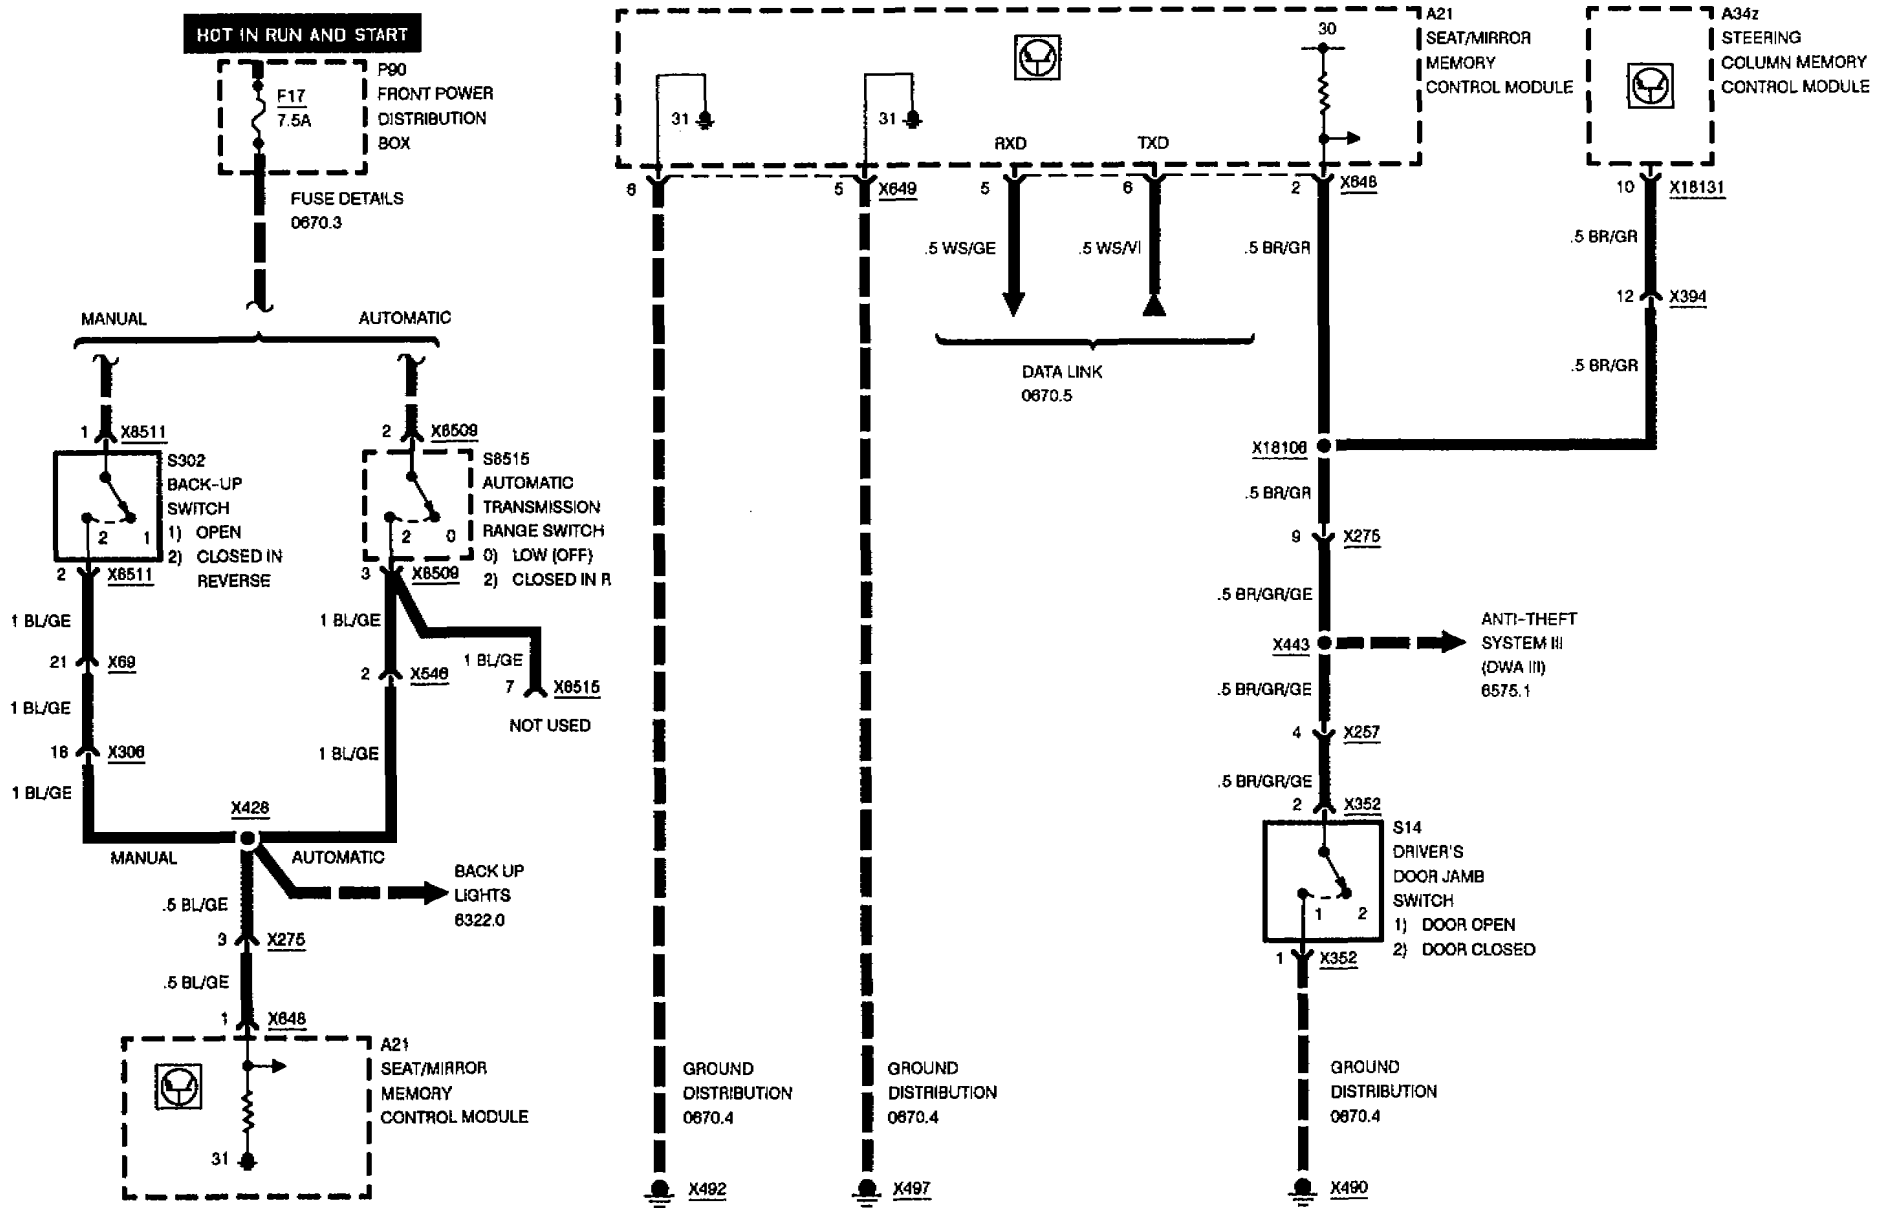 HOT IN RUN AND START
P90
FRONT POWER
DISTRIBUTION
BOX
F17
7.5A
FUSE DETAILS
0670.3
MANUAL
AUTOMATIC
1 X8511
S302
BACK-UP
SWITCH
1) OPEN
2) CLOSED IN
REVERSE
2 1
2 X8511
1 BL/GE
21 X69
1 BL/GE
18 X306
1 BL/GE
2 X8509
S8515
AUTOMATIC
TRANSMISSION
RANGE SWITCH
0) LOW (OFF)
2) CLOSED IN R
2 0
3 X8509
1 BL/GE
1 BL/GE
2 X546
7 X8515
NOT USED
1 BL/GE
X428
MANUAL
AUTOMATIC
BACK UP
LIGHTS
6322.0
.5 BL/GE
3 X275
.5 BL/GE
1 X648
A21
SEAT/MIRROR
MEMORY
CONTROL MODULE
31
A21
SEAT/MIRROR
MEMORY
CONTROL MODULE
30
31
31
RXD
TXD
6
5 X649
5
6
2 X648
.5 WS/GE
.5 WS/VI
.5 BR/GR
DATA LINK
0670.5
A34z
STEERING
COLUMN MEMORY
CONTROL MODULE
10 X18131
.5 BR/GR
12 X394
.5 BR/GR
X18106
.5 BR/GR
9 X275
.5 BR/GR/GE
X443
ANTI-THEFT
SYSTEM III
(DWA III)
6575.1
.5 BR/GR/GE
4 X257
.5 BR/GR/GE
2 X352
S14
DRIVER'S
DOOR JAMB
SWITCH
1) DOOR OPEN
2) DOOR CLOSED
1 2
1 X352
GROUND
DISTRIBUTION
0670.4
GROUND
DISTRIBUTION
0670.4
GROUND
DISTRIBUTION
0670.4
X492
X497
X490